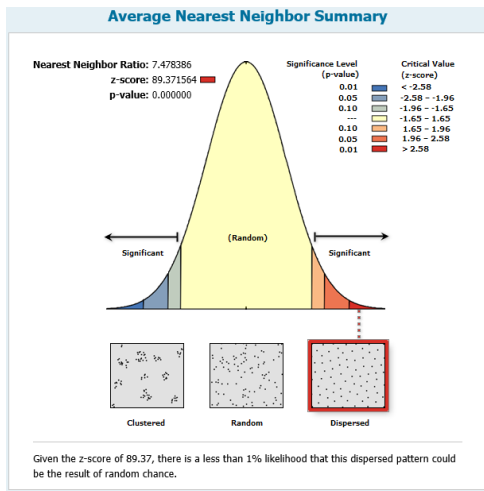 Average Nearest Neighbor Summary
Nearest Neighbor Ratio: 7.478386
z-score: 89.371564
p-value: 0.000000
Significance Level
(p-value)
Critical Value
(z-score)
0.01 < -2.58
0.05 -2.58 – -1.96
0.10 -1.96 – -1.65
--- -1.65 – 1.65
0.10 1.65 – 1.96
0.05 1.96 – 2.58
0.01 > 2.58
(Random)
Significant
Significant
Clustered
Random
Dispersed
Given the z-score of 89.37, there is a less than 1% likelihood that this dispersed pattern could
be the result of random chance.